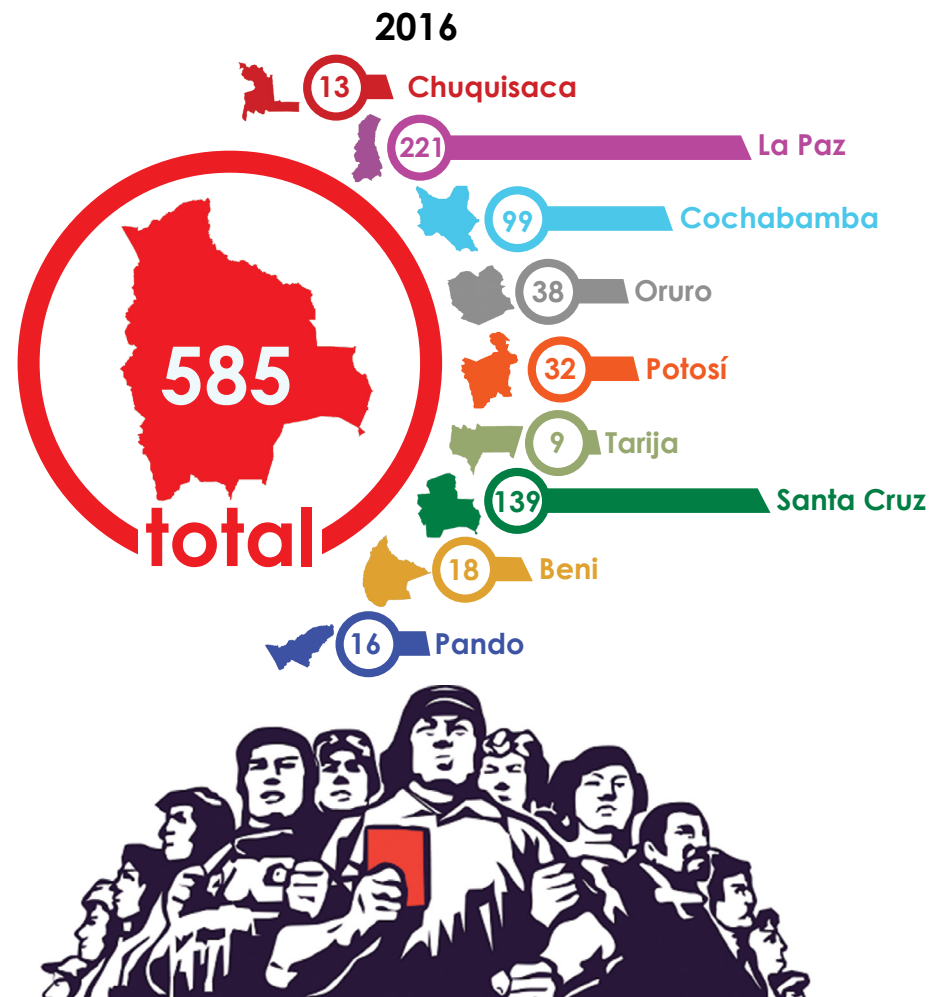 2016
13 Chuquisaca
221 La Paz
99 Cochabamba
38 Oruro
32 Potosí
9 Tarija
139 Santa Cruz
18 Beni
16 Pando
585
total